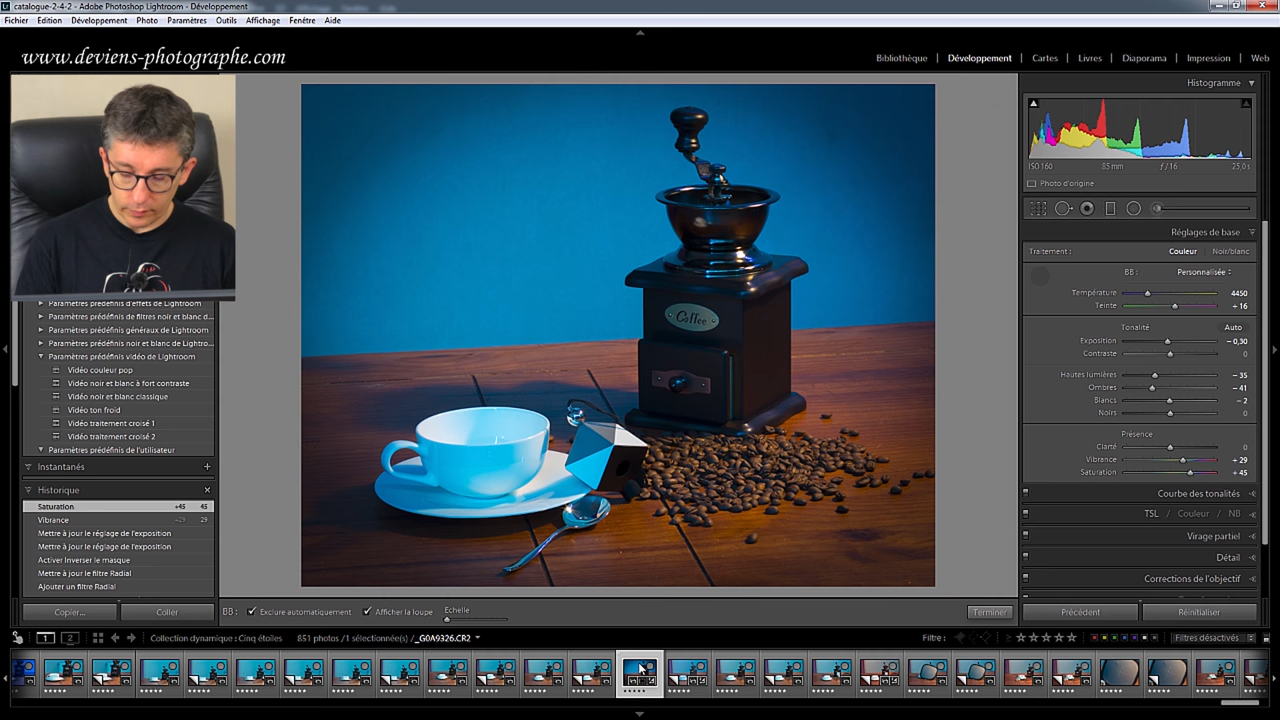 catalogue-2-4-2 - Adobe Photoshop Lightroom - Développement
Fichier Edition Développement Photo Paramètres Outils Affichage Fenêtre Aide
www.deviens-photographe.com
Bibliothèque | Développement | Cartes | Livres | Diaporama | Impression | Web
Histogramme
ISO 160 85 mm ƒ / 16 25,0 s
Photo d'origine
Réglages de base
Traitement : Couleur Noir/blanc
BB : Personnalisée
Température 4450
Teinte + 16
Tonalité Auto
Exposition – 0,30
Contraste 0
Hautes lumières – 35
Ombres – 41
Blancs – 2
Noirs 0
Présence
Clarté 0
Vibrance + 29
Saturation + 45
Courbe des tonalités
TSL / Couleur / NB
Virage partiel
Détail
Corrections de l'objectif
Précédent Réinitialiser
Coffee
Paramètres prédéfinis d'effets de Lightroom
Paramètres prédéfinis de filtres noir et blanc d...
Paramètres prédéfinis généraux de Lightroom
Paramètres prédéfinis noir et blanc de Lightro...
Paramètres prédéfinis vidéo de Lightroom
Vidéo couleur pop
Vidéo noir et blanc à fort contraste
Vidéo noir et blanc classique
Vidéo ton froid
Vidéo traitement croisé 1
Vidéo traitement croisé 2
Paramètres prédéfinis de l'utilisateur
Instantanés
Historique
Saturation +45 45
Vibrance +29 29
Mettre à jour le réglage de l'exposition
Mettre à jour le réglage de l'exposition
Activer Inverser le masque
Mettre à jour le filtre Radial
Ajouter un filtre Radial
Copier... Coller
BB : Exclure automatiquement Afficher la loupe Echelle Terminer
1 2 Collection dynamique : Cinq étoiles 851 photos /1 sélectionnée(s) /_G0A9326.CR2 Filtre : Filtres désactivés